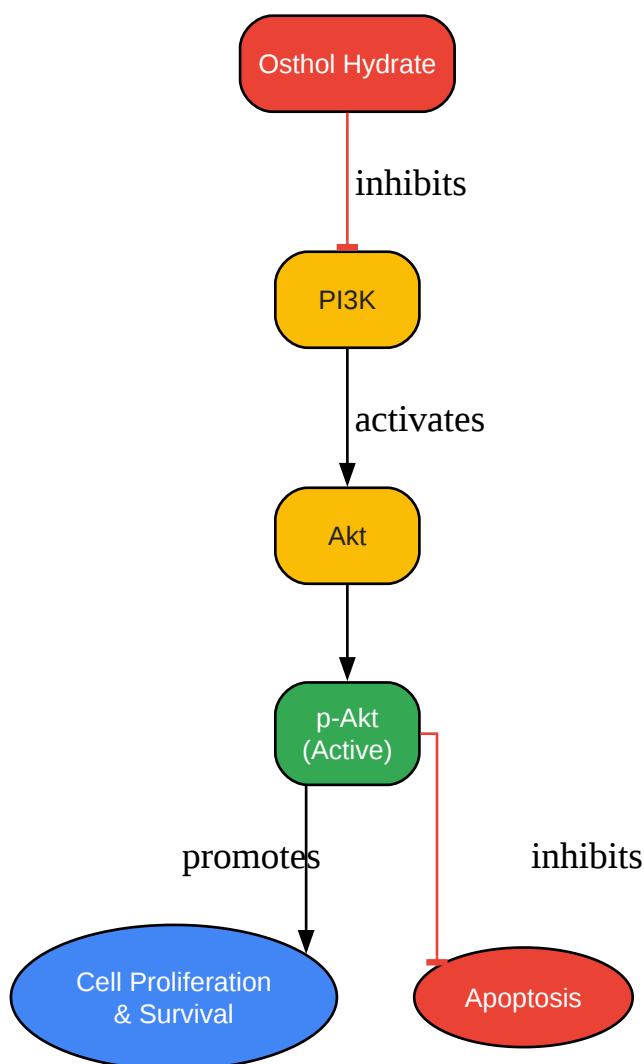 Osthol Hydrate
inhibits
PI3K
activates
Akt
p-Akt
(Active)
promotes
inhibits
Cell Proliferation
& Survival
Apoptosis